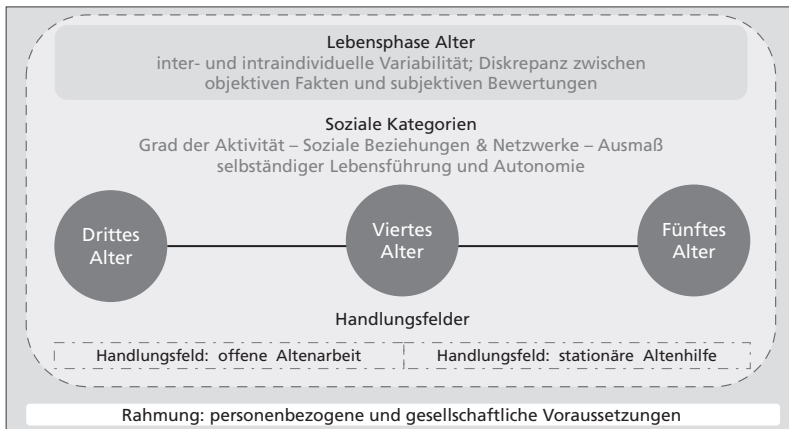 Lebensphase Alter
inter- und intraindividuelle Variabilität; Diskrepanz zwischen
objektiven Fakten und subjektiven Bewertungen
Soziale Kategorien
Grad der Aktivität – Soziale Beziehungen & Netzwerke – Ausmaß
selbständiger Lebensführung und Autonomie
Drittes
Alter
Viertes
Alter
Fünftes
Alter
Handlungsfelder
Handlungsfeld: offene Altenarbeit
Handlungsfeld: stationäre Altenhilfe
Rahmung: personenbezogene und gesellschaftliche Voraussetzungen